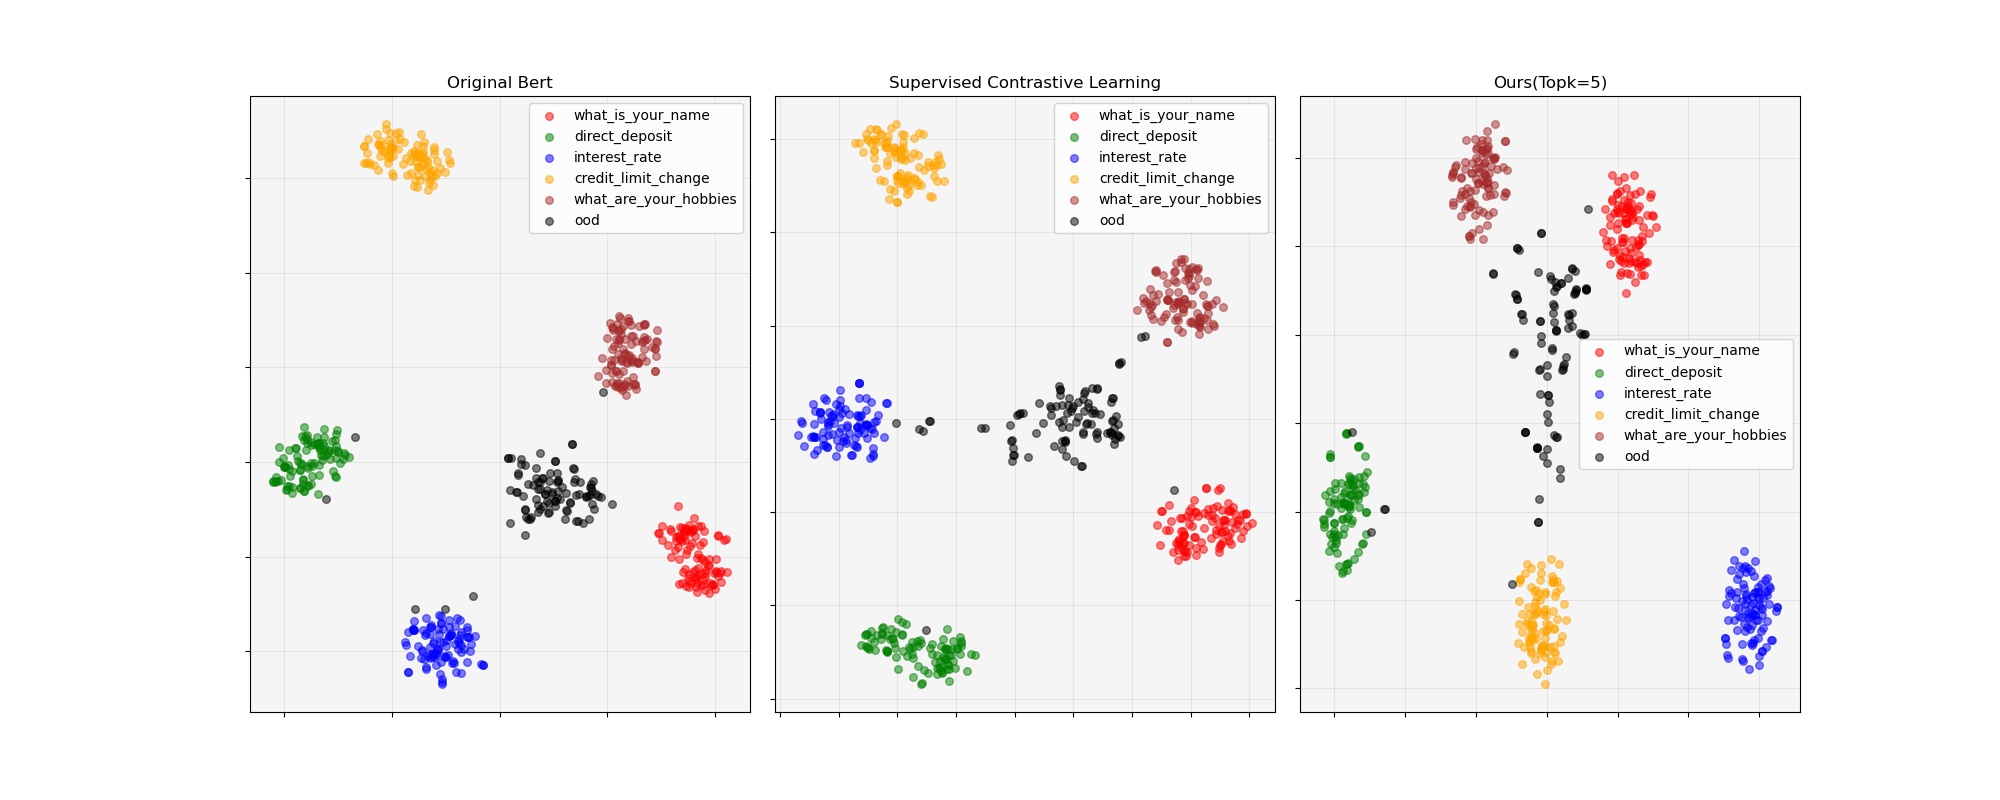 Original Bert
what_is_your_name
direct_deposit
interest_rate
credit_limit_change
what_are_your_hobbies
ood
Supervised Contrastive Learning
what_is_your_name
direct_deposit
interest_rate
credit_limit_change
what_are_your_hobbies
ood
Ours(Topk=5)
what_is_your_name
direct_deposit
interest_rate
credit_limit_change
what_are_your_hobbies
ood